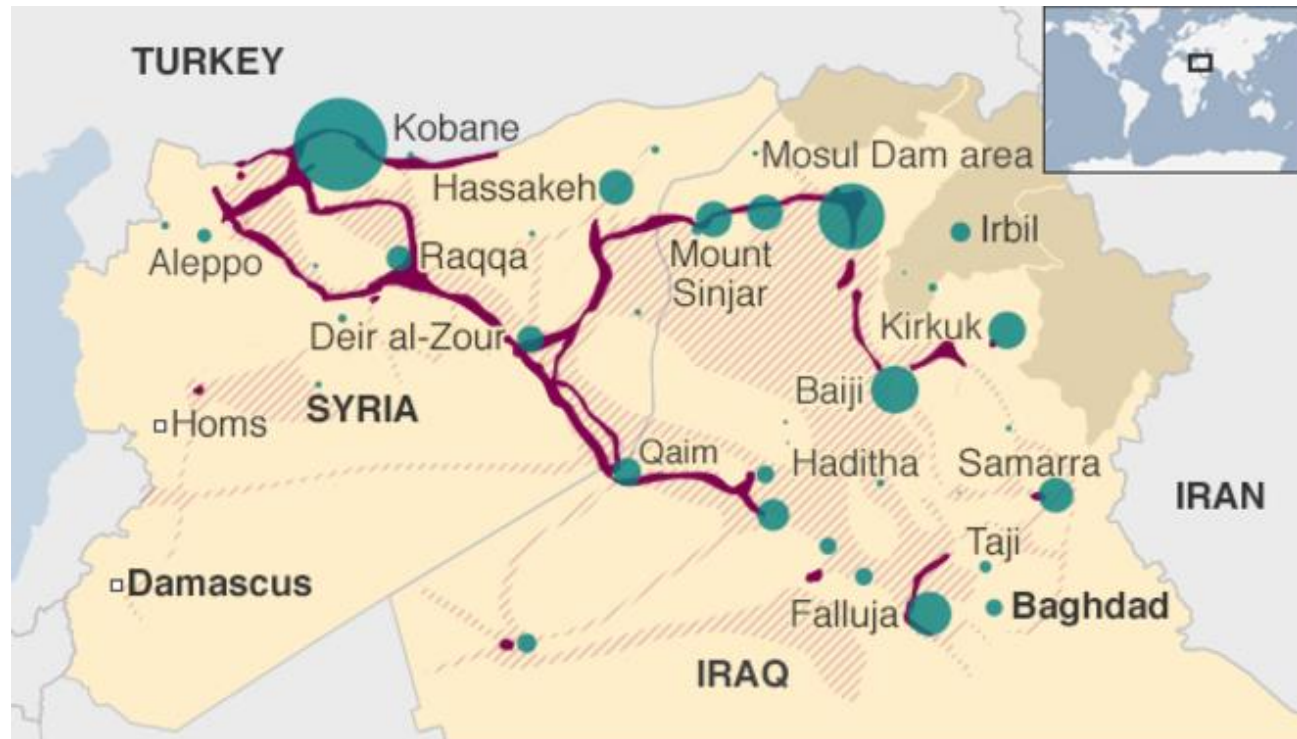 TURKEY
Kobane
Mosul Dam area
Hassakeh
Irbil
Aleppo
Raqqa
Mount
Sinjar
Deir al-Zour
Kirkuk
Baiji
SYRIA
Homs
Qaim
Haditha
Samarra
IRAN
Taji
Damascus
Falluja
Baghdad
IRAQ